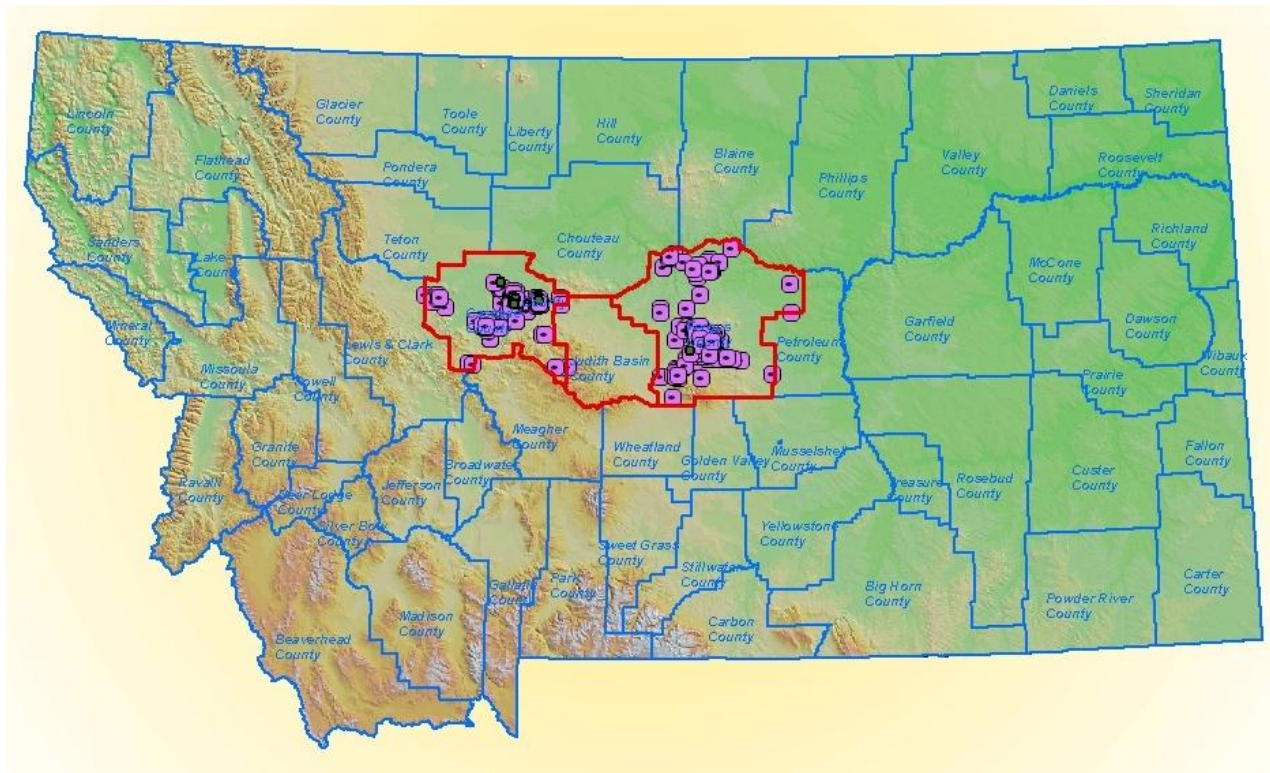 Lincoln
County
Flathead
County
Glacier
County
Toole
County
Liberty
County
Hill
County
Blaine
County
Phillips
County
Valley
County
Daniels
County
Sheridan
County
Roosevelt
County
Pondera
County
Sanders
County
Lake
County
Teton
County
Chouteau
County
McCone
County
Richland
County
Mineral
County
Missoula
County
Powell
County
Lewis & Clark
County
Judith Basin
County
Petroleum
County
Garfield
County
Dawson
County
Prairie
County
Wibaux
County
Ravalli
County
Granite
County
Deer Lodge
County
Silver Bow
County
Jefferson
County
Broadwater
County
Meagher
County
Wheatland
County
Golden Valley
County
Musselshell
County
Treasure
County
Rosebud
County
Custer
County
Fallon
County
Beaverhead
County
Madison
County
Gallatin
County
Park
County
Sweet Grass
County
Stillwater
County
Carbon
County
Yellowstone
County
Big Horn
County
Powder River
County
Carter
County